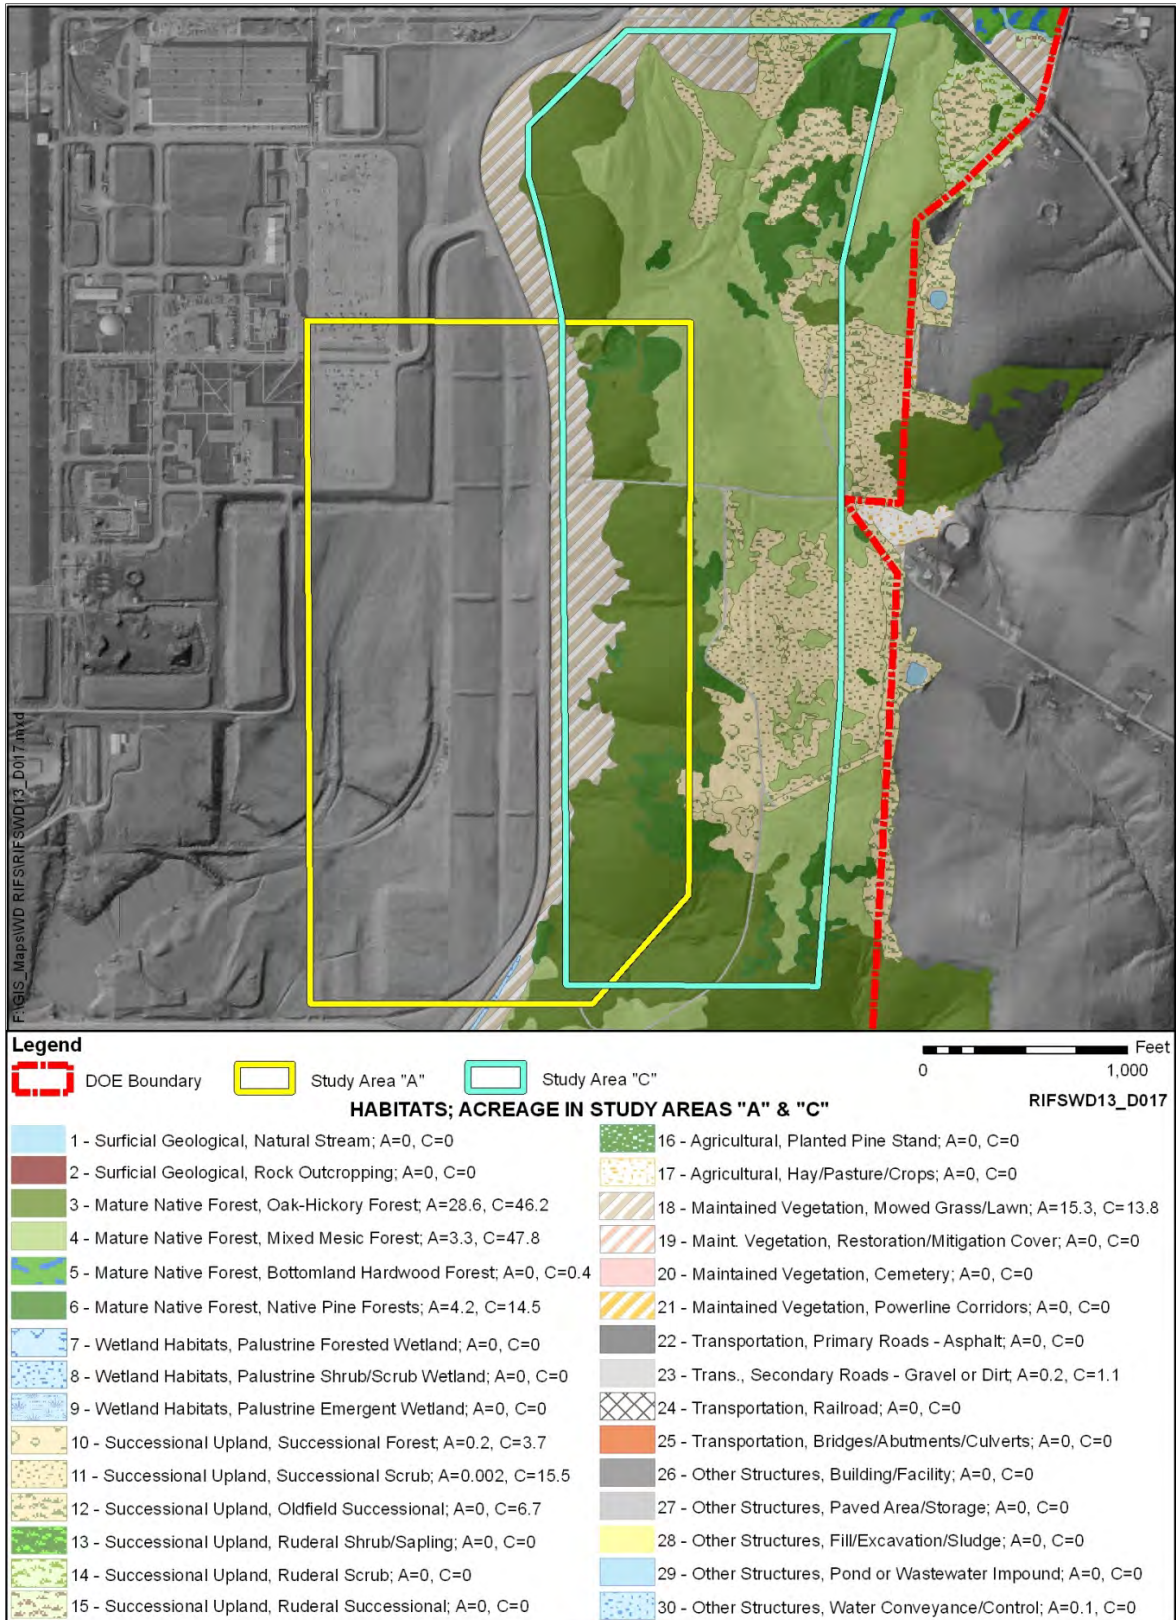 F:\GIS_Maps\WD RIFS\RIFSWD13_D017.mxd
Legend
DOE Boundary
Study Area "A"
Study Area "C"
Feet
0 1,000
RIFSWD13_D017
HABITATS; ACREAGE IN STUDY AREAS "A" & "C"
1 - Surficial Geological, Natural Stream; A=0, C=0
2 - Surficial Geological, Rock Outcropping; A=0, C=0
3 - Mature Native Forest, Oak-Hickory Forest; A=28.6, C=46.2
4 - Mature Native Forest, Mixed Mesic Forest; A=3.3, C=47.8
5 - Mature Native Forest, Bottomland Hardwood Forest; A=0, C=0.4
6 - Mature Native Forest, Native Pine Forests; A=4.2, C=14.5
7 - Wetland Habitats, Palustrine Forested Wetland; A=0, C=0
8 - Wetland Habitats, Palustrine Shrub/Scrub Wetland; A=0, C=0
9 - Wetland Habitats, Palustrine Emergent Wetland; A=0, C=0
10 - Successional Upland, Successional Forest; A=0.2, C=3.7
11 - Successional Upland, Successional Scrub; A=0.002, C=15.5
12 - Successional Upland, Oldfield Successional; A=0, C=6.7
13 - Successional Upland, Ruderal Shrub/Sapling; A=0, C=0
14 - Successional Upland, Ruderal Scrub; A=0, C=0
15 - Successional Upland, Ruderal Successional; A=0, C=0
16 - Agricultural, Planted Pine Stand; A=0, C=0
17 - Agricultural, Hay/Pasture/Crops; A=0, C=0
18 - Maintained Vegetation, Mowed Grass/Lawn; A=15.3, C=13.8
19 - Maint. Vegetation, Restoration/Mitigation Cover; A=0, C=0
20 - Maintained Vegetation, Cemetery; A=0, C=0
21 - Maintained Vegetation, Powerline Corridors; A=0, C=0
22 - Transportation, Primary Roads - Asphalt; A=0, C=0
23 - Trans., Secondary Roads - Gravel or Dirt; A=0.2, C=1.1
24 - Transportation, Railroad; A=0, C=0
25 - Transportation, Bridges/Abutments/Culverts; A=0, C=0
26 - Other Structures, Building/Facility; A=0, C=0
27 - Other Structures, Paved Area/Storage; A=0, C=0
28 - Other Structures, Fill/Excavation/Sludge; A=0, C=0
29 - Other Structures, Pond or Wastewater Impound; A=0, C=0
30 - Other Structures, Water Conveyance/Control; A=0.1, C=0